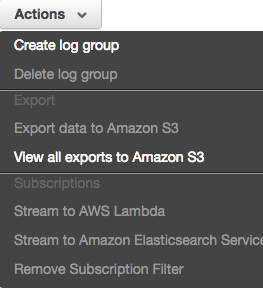 Actions
Create log group
Delete log group
Export
Export data to Amazon S3
View all exports to Amazon S3
Subscriptions
Stream to AWS Lambda
Stream to Amazon Elasticsearch Service
Remove Subscription Filter